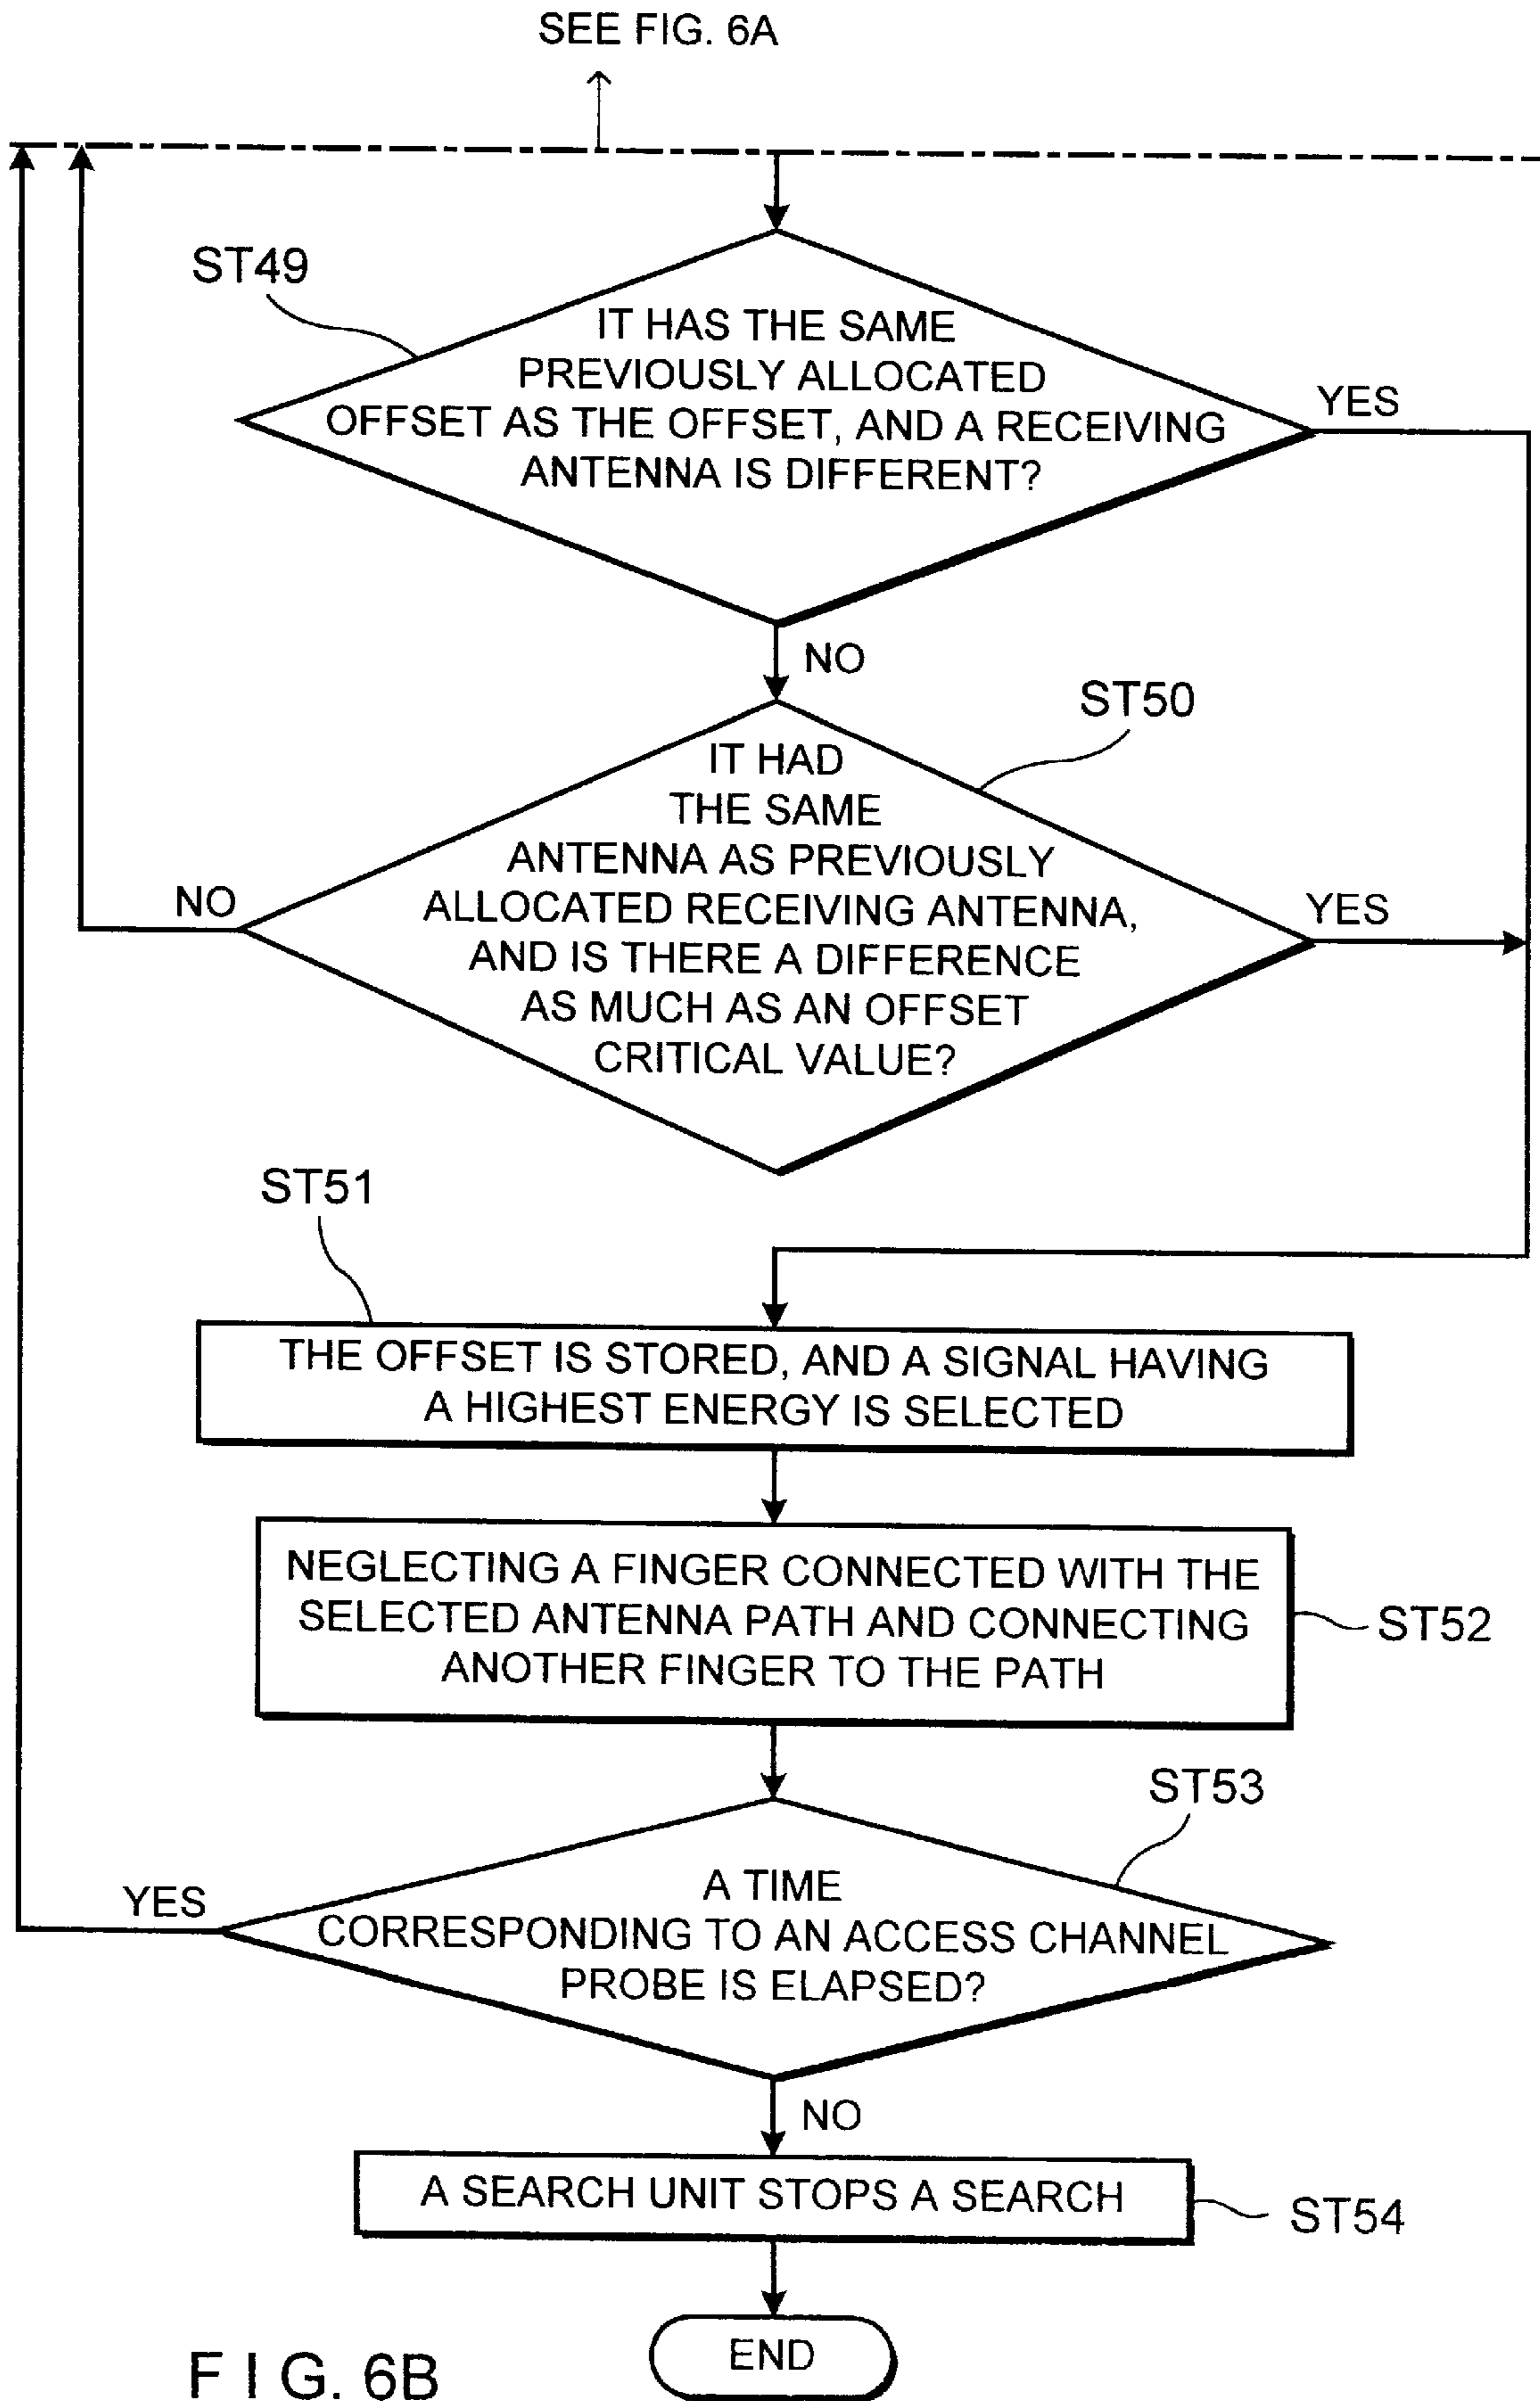 SEE FIG. 6A
ST49
IT HAS THE SAME
PREVIOUSLY ALLOCATED
OFFSET AS THE OFFSET, AND A RECEIVING
ANTENNA IS DIFFERENT?
YES
NO
ST50
IT HAD
THE SAME
ANTENNA AS PREVIOUSLY
ALLOCATED RECEIVING ANTENNA,
AND IS THERE A DIFFERENCE
AS MUCH AS AN OFFSET
CRITICAL VALUE?
NO
YES
ST51
THE OFFSET IS STORED, AND A SIGNAL HAVING
A HIGHEST ENERGY IS SELECTED
NEGLECTING A FINGER CONNECTED WITH THE
SELECTED ANTENNA PATH AND CONNECTING
ANOTHER FINGER TO THE PATH
ST52
ST53
A TIME
CORRESPONDING TO AN ACCESS CHANNEL
PROBE IS ELAPSED?
YES
NO
A SEARCH UNIT STOPS A SEARCH
ST54
END
F I G. 6B